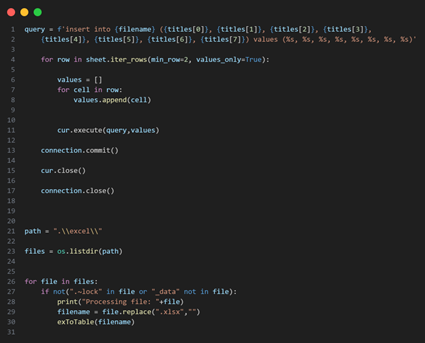 1 query = f'insert into {filename} ({titles[0]}, {titles[1]}, {titles[2]}, {titles[3]},
2 {titles[4]}, {titles[5]}, {titles[6]}, {titles[7]}) values (%s, %s, %s, %s, %s, %s, %s, %s)'
3
4 for row in sheet.iter_rows(min_row=2, values_only=True):
5
6 values = []
7 for cell in row:
8 values.append(cell)
9
10
11 cur.execute(query,values)
12
13 connection.commit()
14
15 cur.close()
16
17 connection.close()
18
19
20
21 path = ".\\excel\\"
22
23 files = os.listdir(path)
24
25
26 for file in files:
27 if not(".~lock" in file or "_data" not in file):
28 print("Processing file: "+file)
29 filename = file.replace(".xlsx","")
30 exToTable(filename)
31